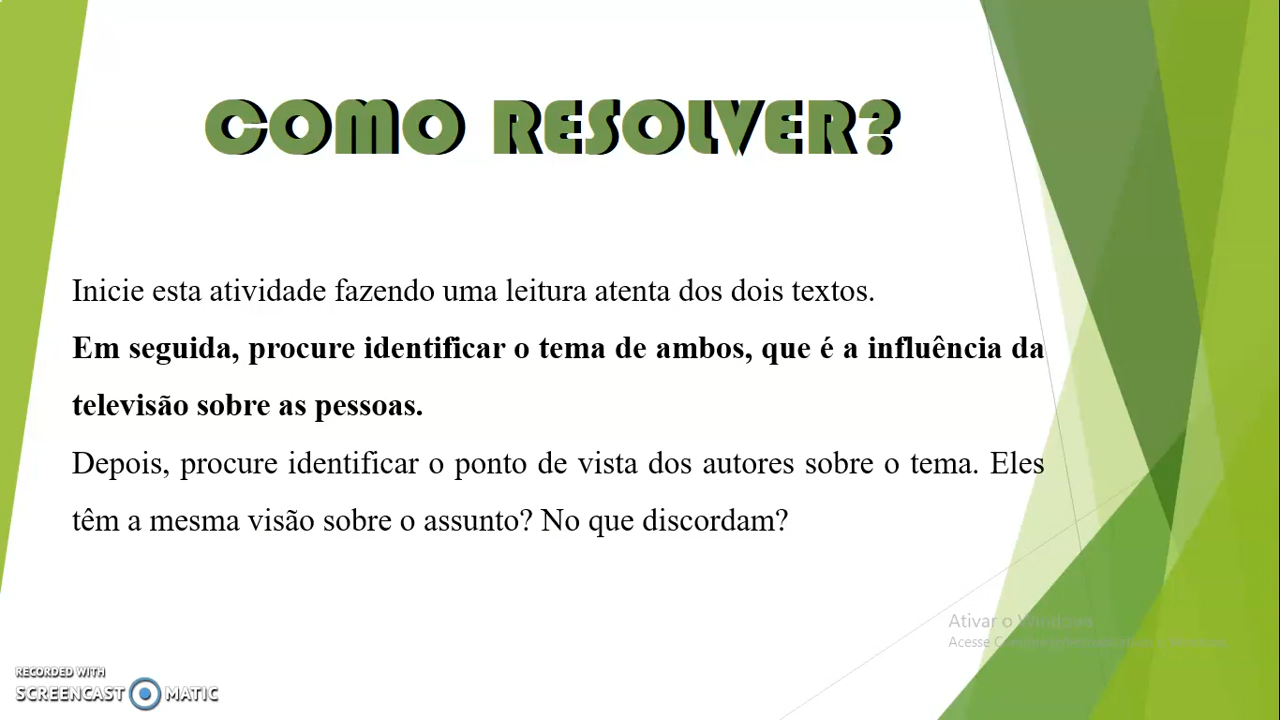 COMO RESOLVER?
Inicie esta atividade fazendo uma leitura atenta dos dois textos.
Em seguida, procure identificar o tema de ambos, que é a influência da
televisão sobre as pessoas.
Depois, procure identificar o ponto de vista dos autores sobre o tema. Eles
têm a mesma visão sobre o assunto? No que discordam?
Ativar o Windows
Acesse
RECORDED WITH
SCREENCAST MATIC